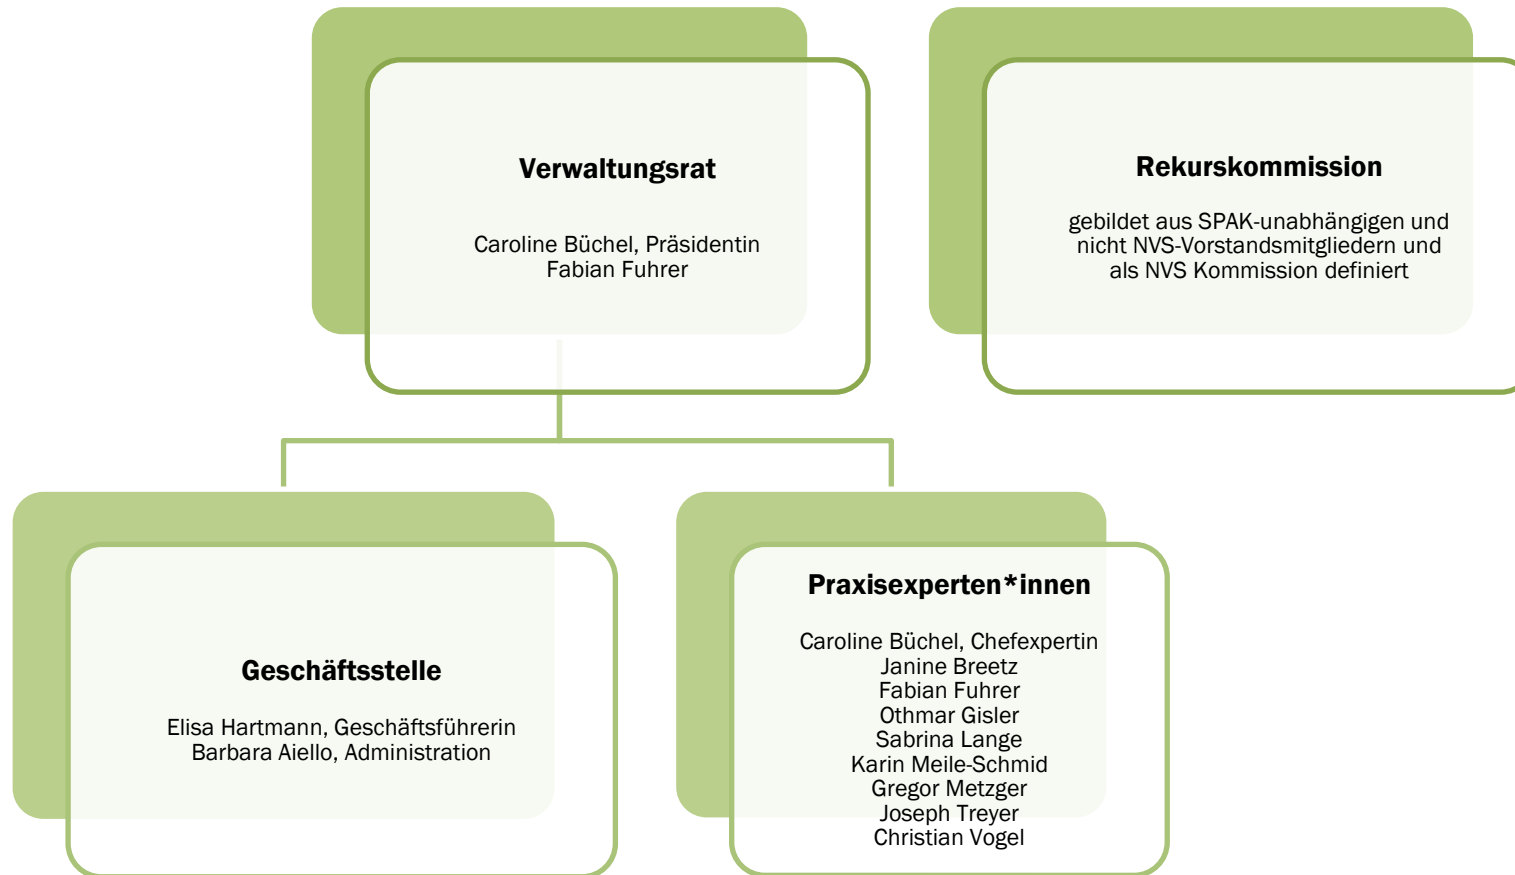 Verwaltungsrat
Caroline Büchel, Präsidentin
Fabian Fuhrer
Rekurskommission
gebildet aus SPAK-unabhängigen und
nicht NVS-Vorstandsmitgliedern und
als NVS Kommission definiert
Geschäftsstelle
Elisa Hartmann, Geschäftsführerin
Barbara Aiello, Administration
Praxisexperten*innen
Caroline Büchel, Chefexpertin
Janine Breetz
Fabian Fuhrer
Othmar Gisler
Sabrina Lange
Karin Meile-Schmid
Gregor Metzger
Joseph Treyer
Christian Vogel